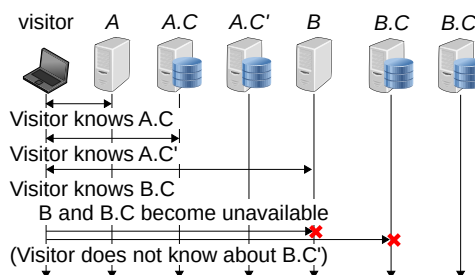 visitor A A.C A.C' B B.C B.C
Visitor knows A.C
Visitor knows A.C'
Visitor knows B.C
B and B.C become unavailable
(Visitor does not know about B.C')